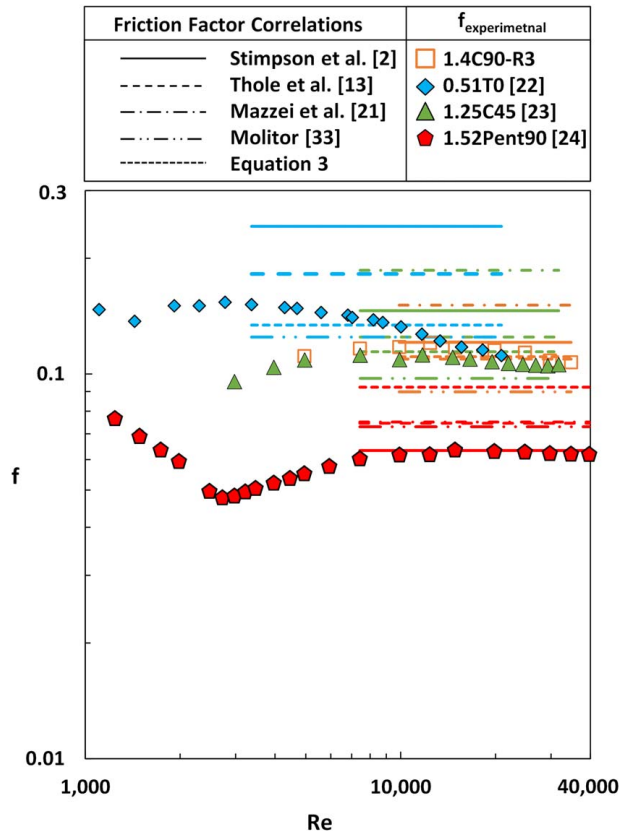 Friction Factor Correlations
f experimetnal
Stimpson et al. [2]
Thole et al. [13]
Mazzei et al. [21]
Molitor [33]
Equation 3
1.4C90-R3
0.51T0 [22]
1.25C45 [23]
1.52Pent90 [24]
0.3
0.1
f
0.01
1,000
10,000
40,000
Re